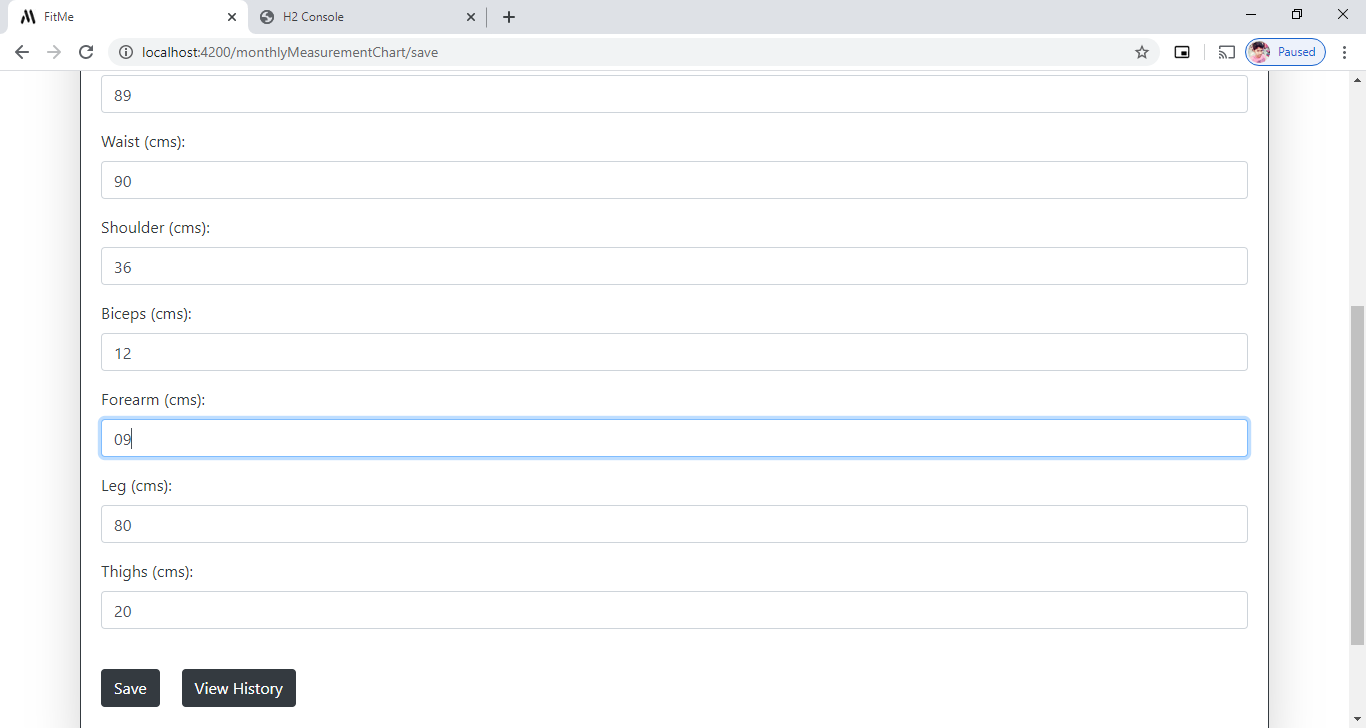 FitMe
H2 Console
localhost:4200/monthlyMeasurementChart/save
Paused
89
Waist (cms):
90
Shoulder (cms):
36
Biceps (cms):
12
Forearm (cms):
09
Leg (cms):
80
Thighs (cms):
20
Save View History